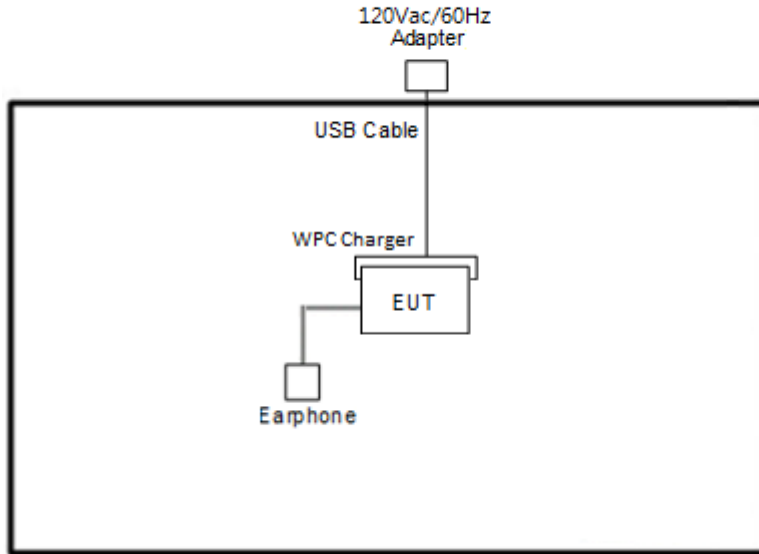 120Vac/60Hz
Adapter
USB Cable
WPC Charger
EUT
Earphone